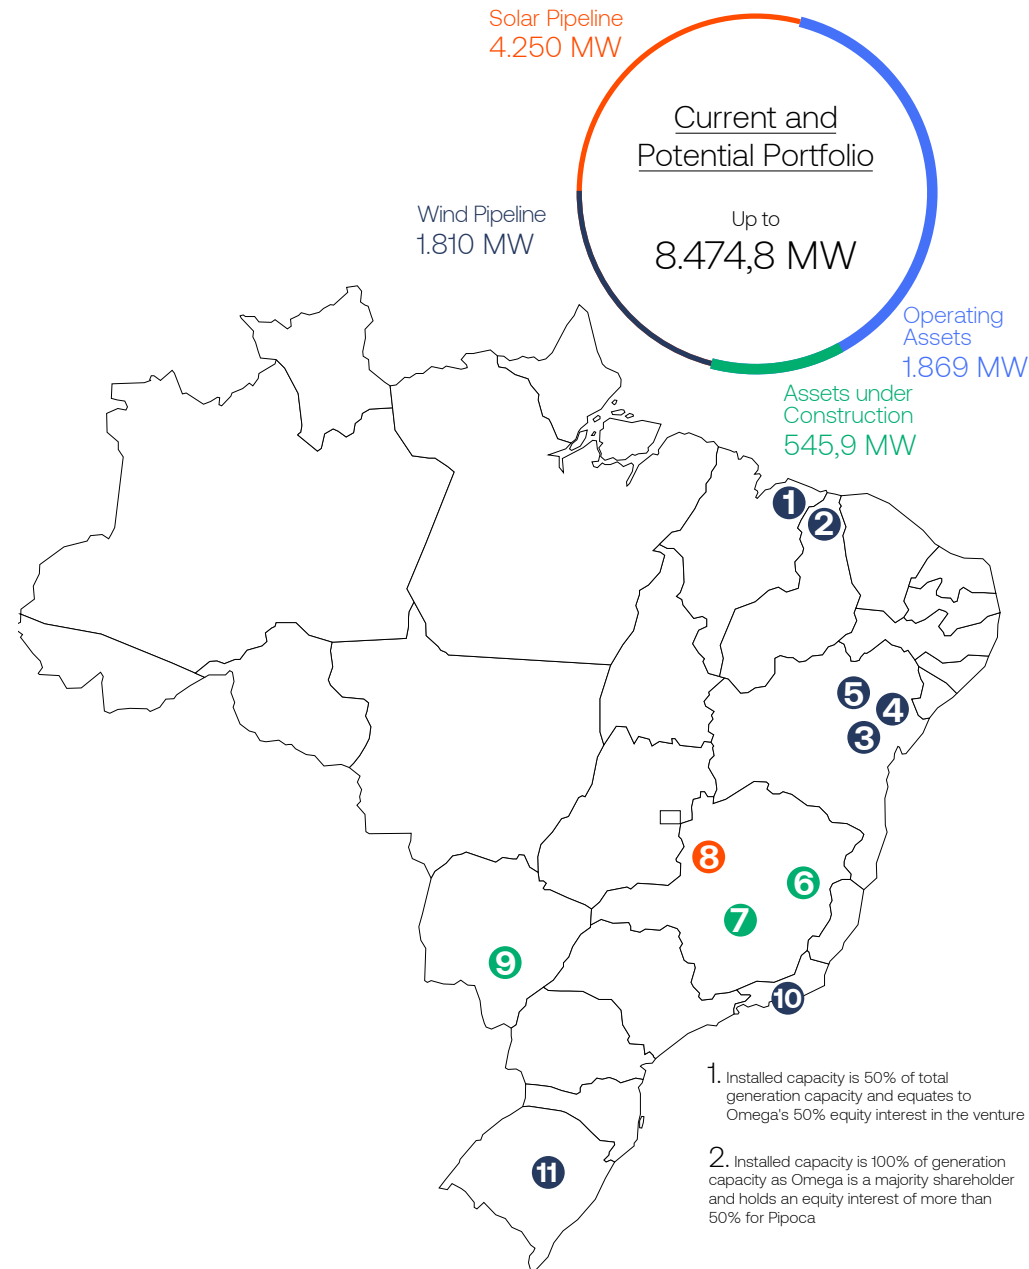 Solar Pipeline
4.250 MW
Current and
Potential Portfolio
Up to
8.474,8 MW
Wind Pipeline
1.810 MW
Operating
Assets
1.869 MW
Assets under
Construction
545,9 MW
1
2
5
4
3
8
6
7
9
10
11
1. Installed capacity is 50% of total
generation capacity and equates to
Omega's 50% equity interest in the venture
2. Installed capacity is 100% of generation
capacity as Omega is a majority shareholder
and holds an equity interest of more than
50% for Pipoca